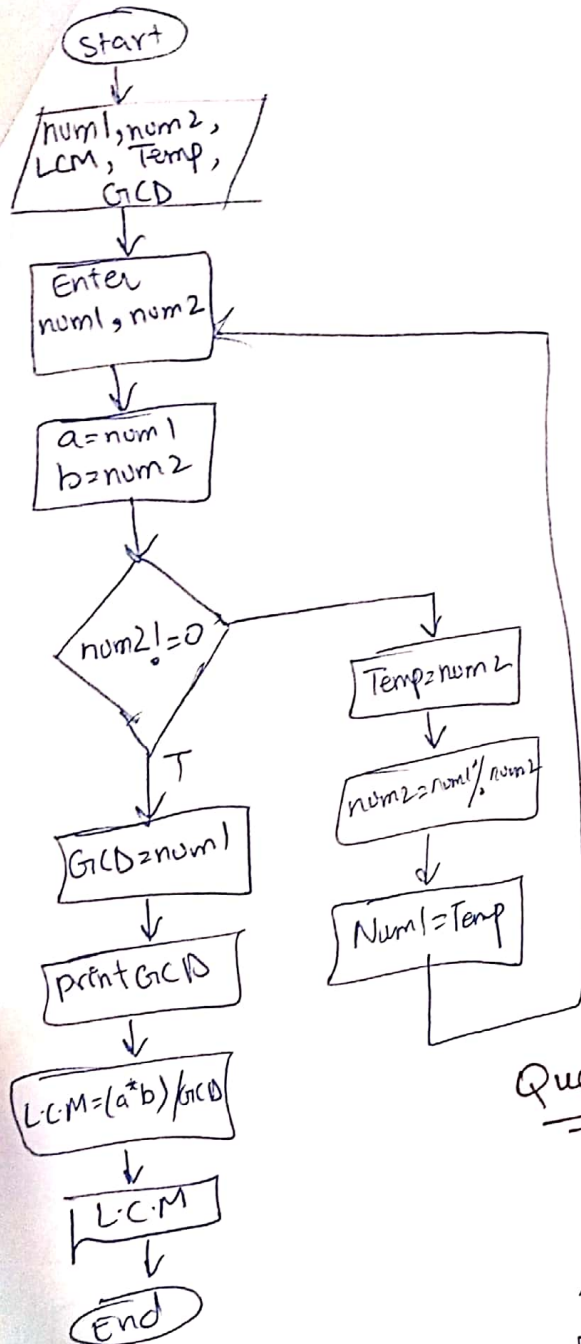 Start
num1, num2,
LCM, Temp,
GCD
Enter
num1, num2
a=num1
b=num2
num2!=0
T
GCD=num1
print GCD
L.C.M=(a*b)/GCD
L.C.M
End
Temp=num2
num2=num1%num2
Num1=Temp